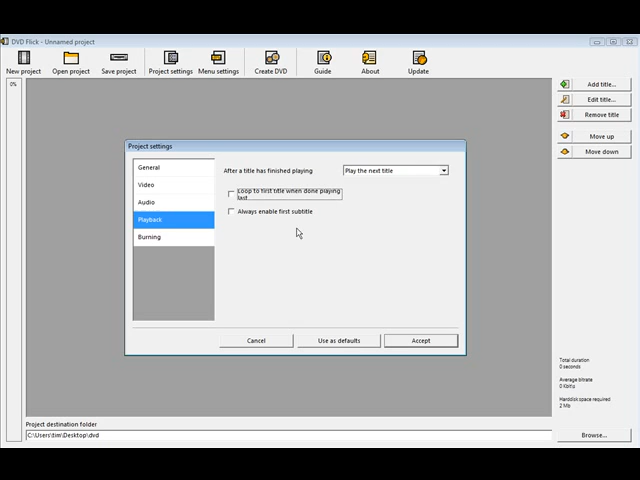 DVD Flick - Unnamed project
New project Open project Save project Project settings Menu settings Create DVD Guide About Update
0%
Add title...
Edit title...
Remove title
Move up
Move down
Project settings
General
Video
Audio
Playback
Burning
After a title has finished playing Play the next title
Loop to first title when done playing
last
Always enable first subtitle
Cancel Use as defaults Accept
Total duration
0 seconds
Average bitrate
0 Kbit/s
Harddisk space required
2 Mb
Project destination folder
C:\Users\tim\Desktop\dvd
Browse...